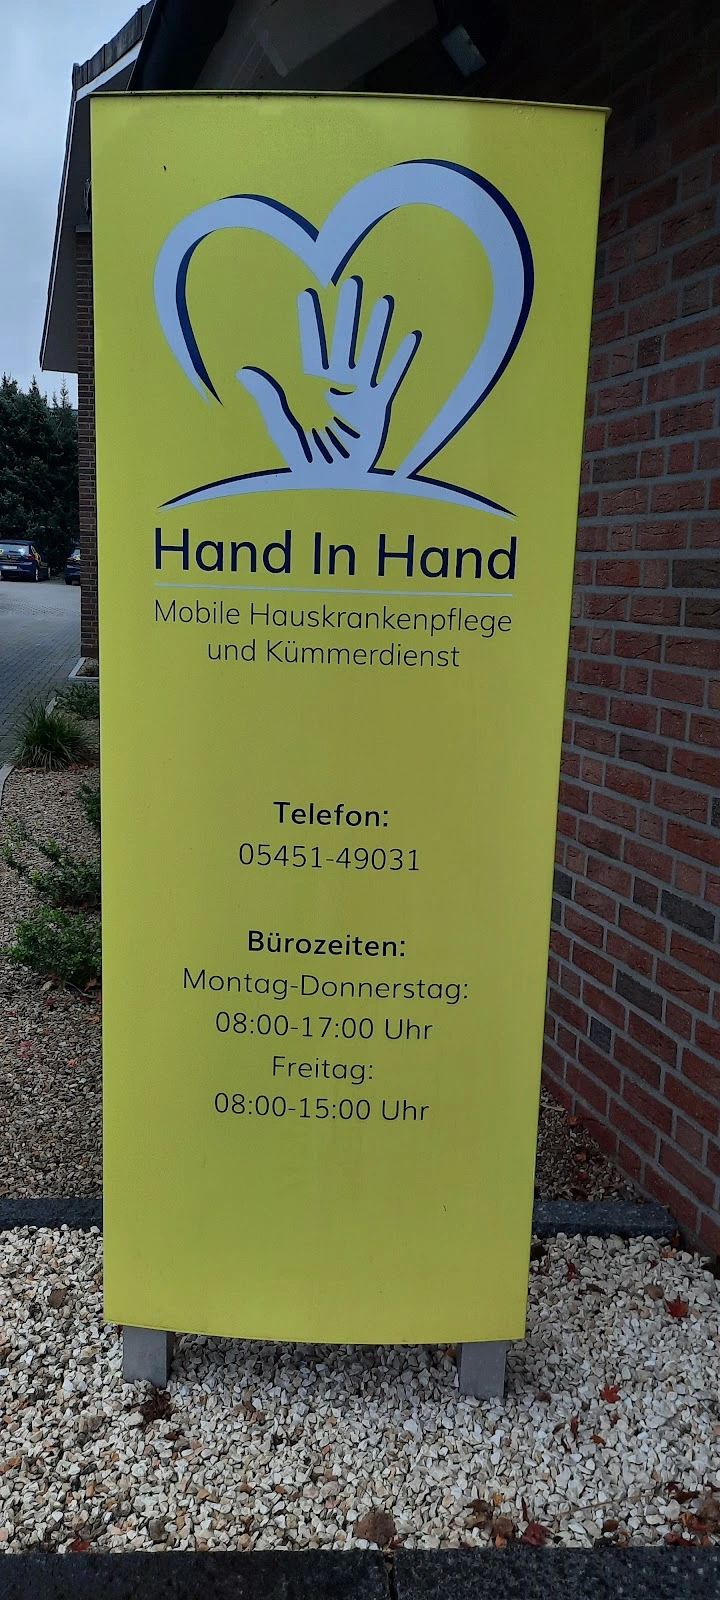 Hand In Hand
Mobile Hauskrankenpflege
und Kümmerdienst
Telefon:
05451-49031
Bürozeiten:
Montag-Donnerstag:
08:00-17:00 Uhr
Freitag:
08:00-15:00 Uhr